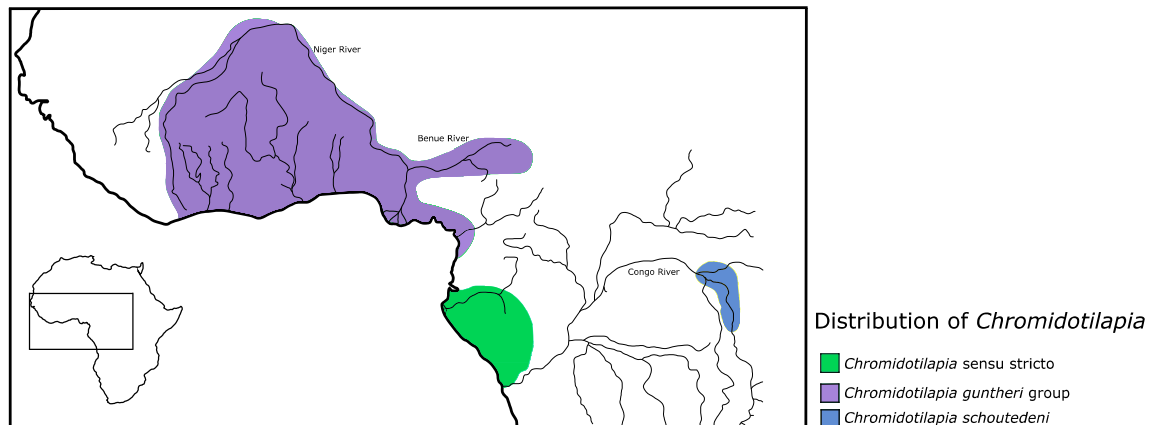 Niger River
Benue River
Congo River
Distribution of Chromidotilapia
Chromidotilapia sensu stricto
Chromidotilapia guntheri group
Chromidotilapia schoutedeni